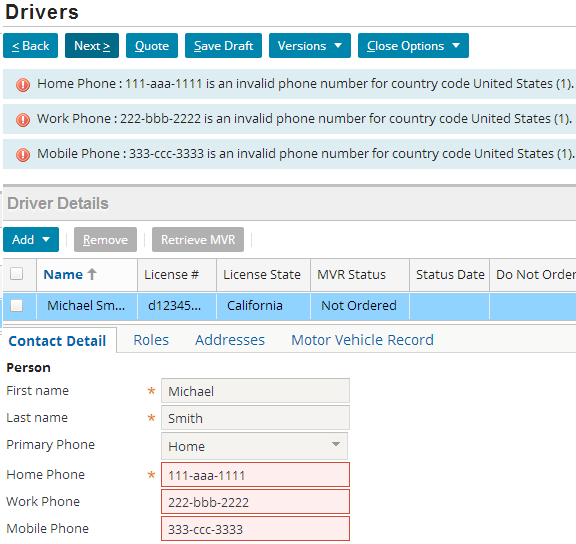 Drivers
< Back Next > Quote Save Draft Versions Close Options
Home Phone : 111-aaa-1111 is an invalid phone number for country code United States (1).
Work Phone : 222-bbb-2222 is an invalid phone number for country code United States (1).
Mobile Phone : 333-ccc-3333 is an invalid phone number for country code United States (1).
Driver Details
Add Remove Retrieve MVR
Name License # License State MVR Status Status Date Do Not Order
Michael Sm... d12345... California Not Ordered
Contact Detail Roles Addresses Motor Vehicle Record
Person
First name * Michael
Last name * Smith
Primary Phone Home
Home Phone * 111-aaa-1111
Work Phone 222-bbb-2222
Mobile Phone 333-ccc-3333